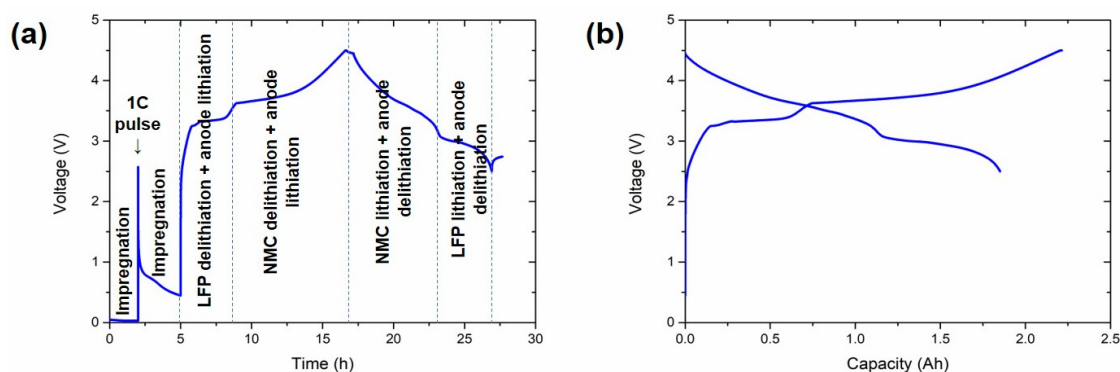 (a)
Voltage (V)
5
4
3
2
1
0
1C
pulse
Impregnation
Impregnation
LFP delithiation + anode lithiation
NMC delithiation + anode
lithiation
NMC lithiation + anode
delithiation
LFP lithiation + anode
delithiation
0 5 10 15 20 25 30
Time (h)
(b)
Voltage (V)
5
4
3
2
1
0
0.0 0.5 1.0 1.5 2.0 2.5
Capacity (Ah)